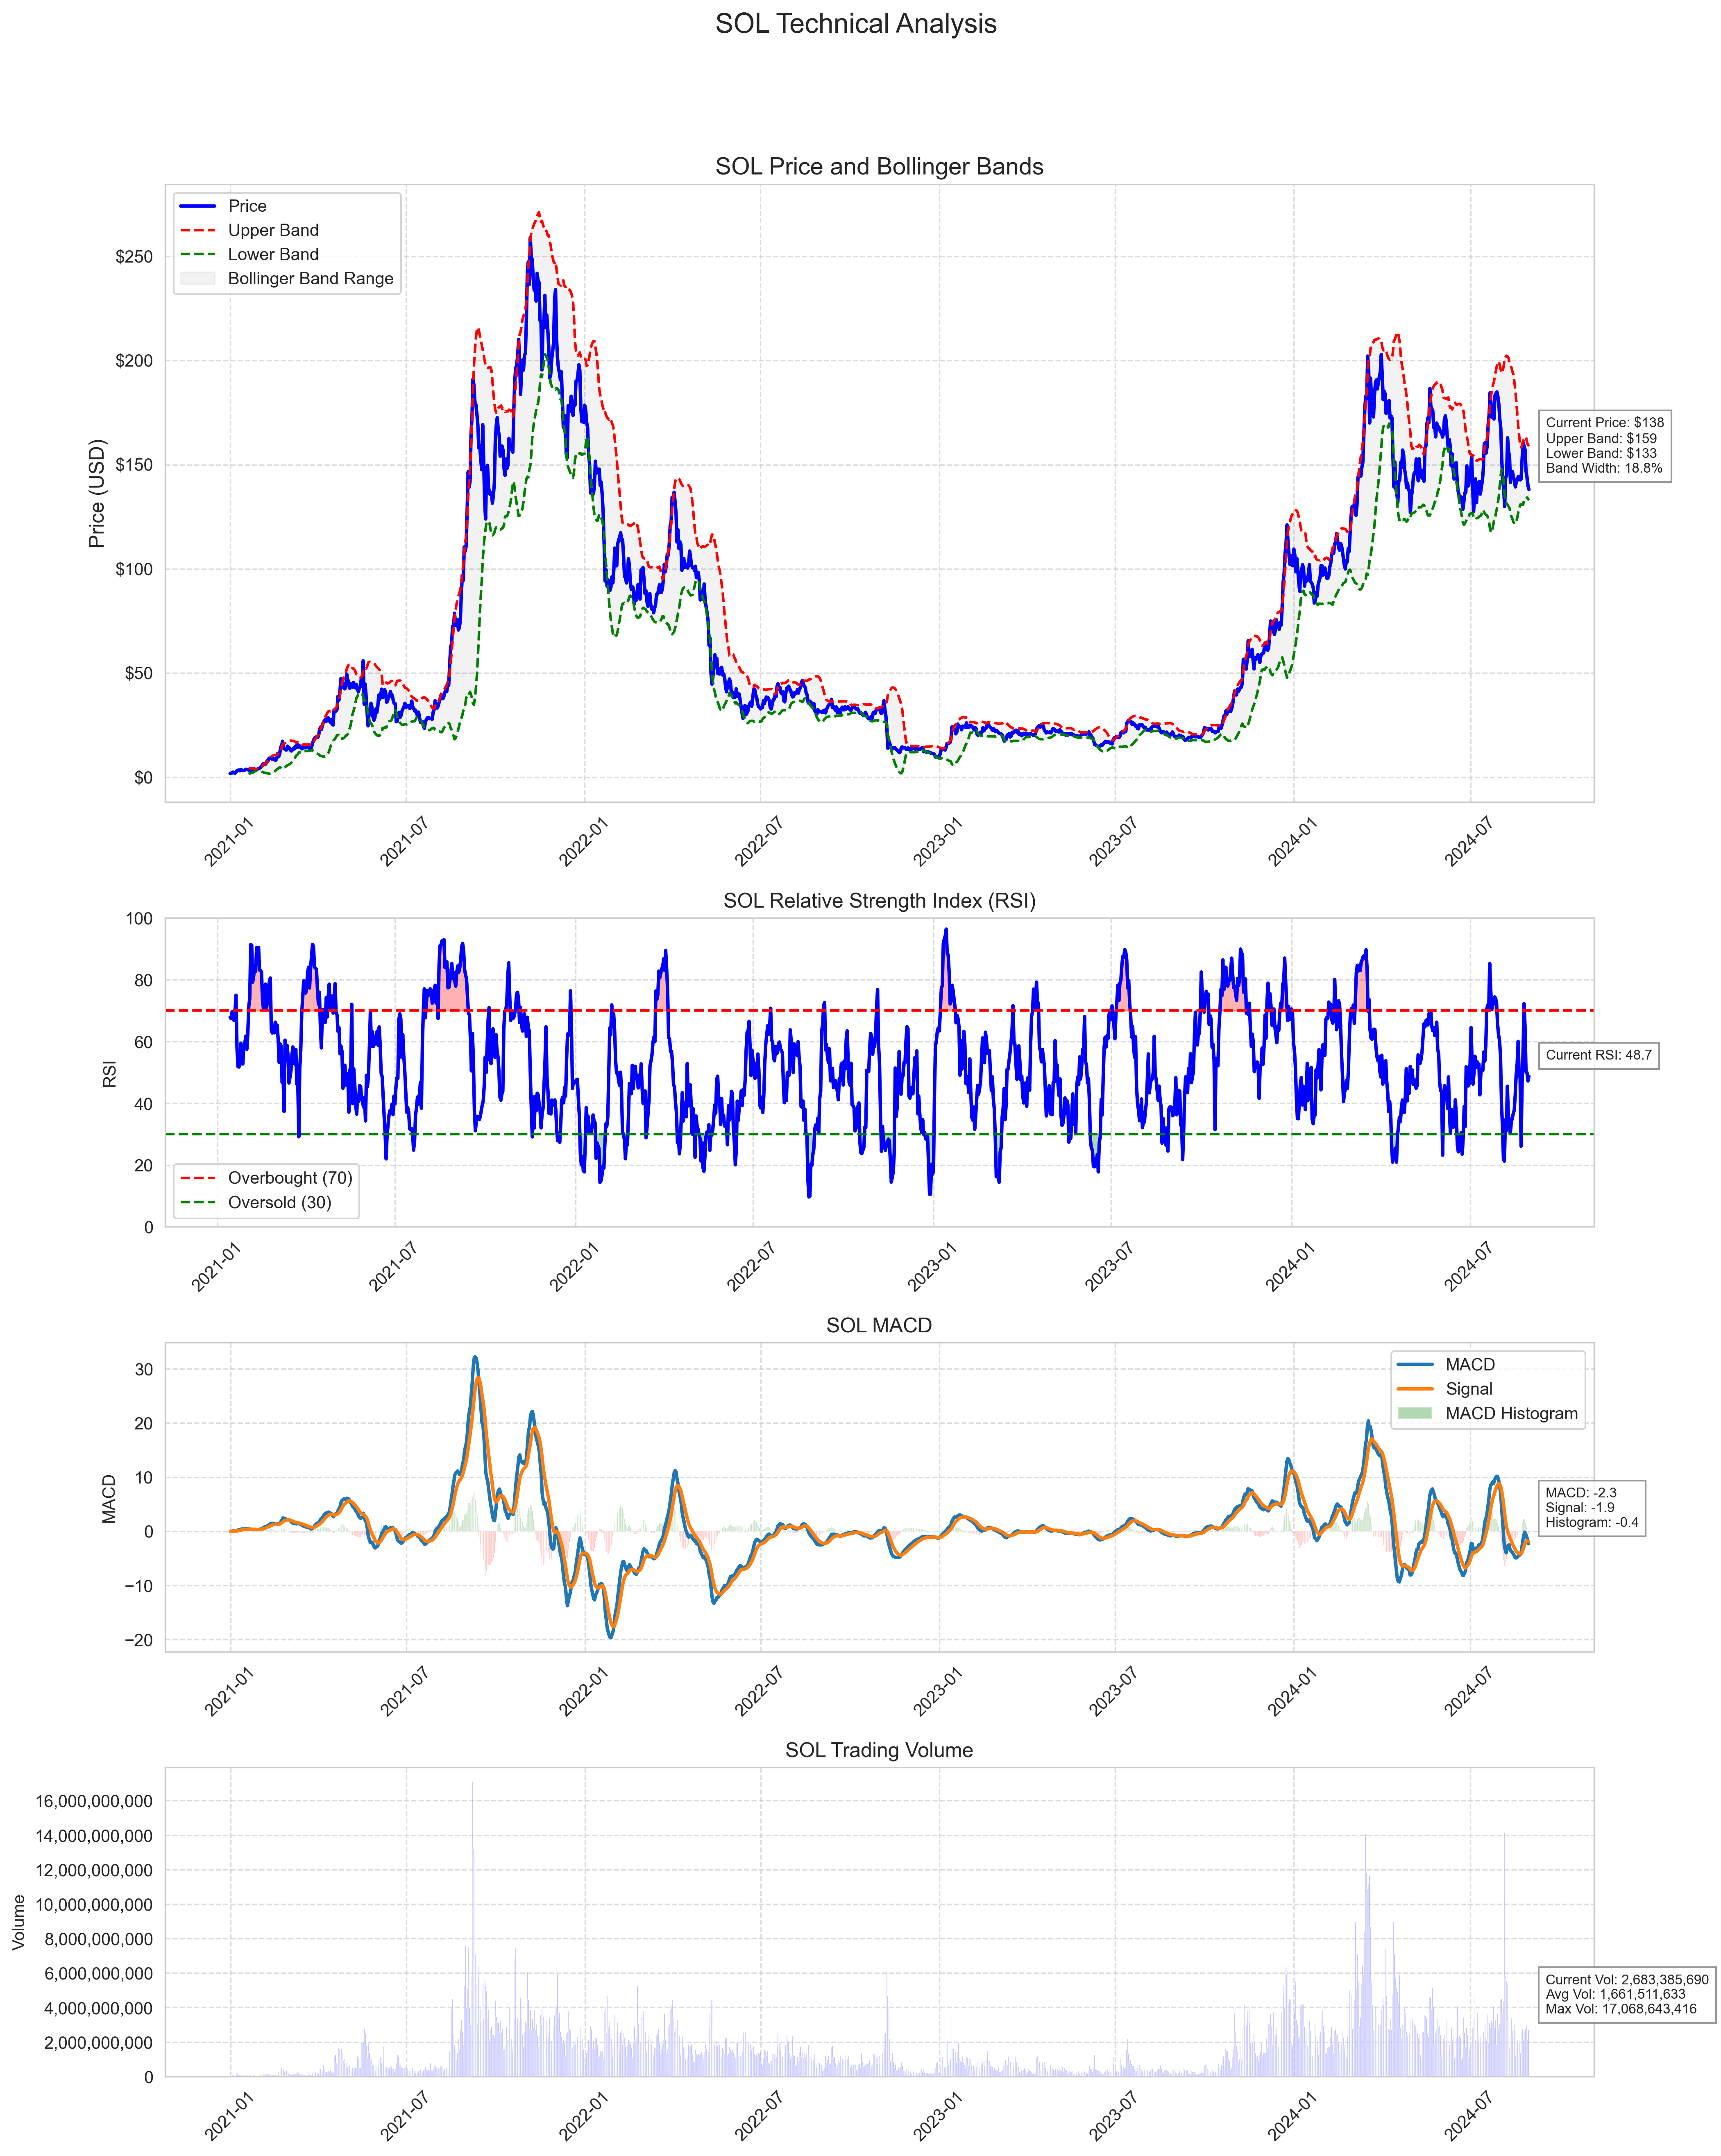 SOL Technical Analysis
SOL Price and Bollinger Bands
Price
Upper Band
Lower Band
Bollinger Band Range
Price (USD)
$250
$200
$150
$100
$50
$0
Current Price: $138
Upper Band: $159
Lower Band: $133
Band Width: 18.8%
2021-01
2021-07
2022-01
2022-07
2023-01
2023-07
2024-01
2024-07
SOL Relative Strength Index (RSI)
RSI
100
80
60
40
20
0
Current RSI: 48.7
Overbought (70)
Oversold (30)
2021-01
2021-07
2022-01
2022-07
2023-01
2023-07
2024-01
2024-07
SOL MACD
MACD
30
20
10
0
−10
−20
MACD
Signal
MACD Histogram
MACD: -2.3
Signal: -1.9
Histogram: -0.4
2021-01
2021-07
2022-01
2022-07
2023-01
2023-07
2024-01
2024-07
SOL Trading Volume
Volume
16,000,000,000
14,000,000,000
12,000,000,000
10,000,000,000
8,000,000,000
6,000,000,000
4,000,000,000
2,000,000,000
0
Current Vol: 2,683,385,690
Avg Vol: 1,661,511,633
Max Vol: 17,068,643,416
2021-01
2021-07
2022-01
2022-07
2023-01
2023-07
2024-01
2024-07